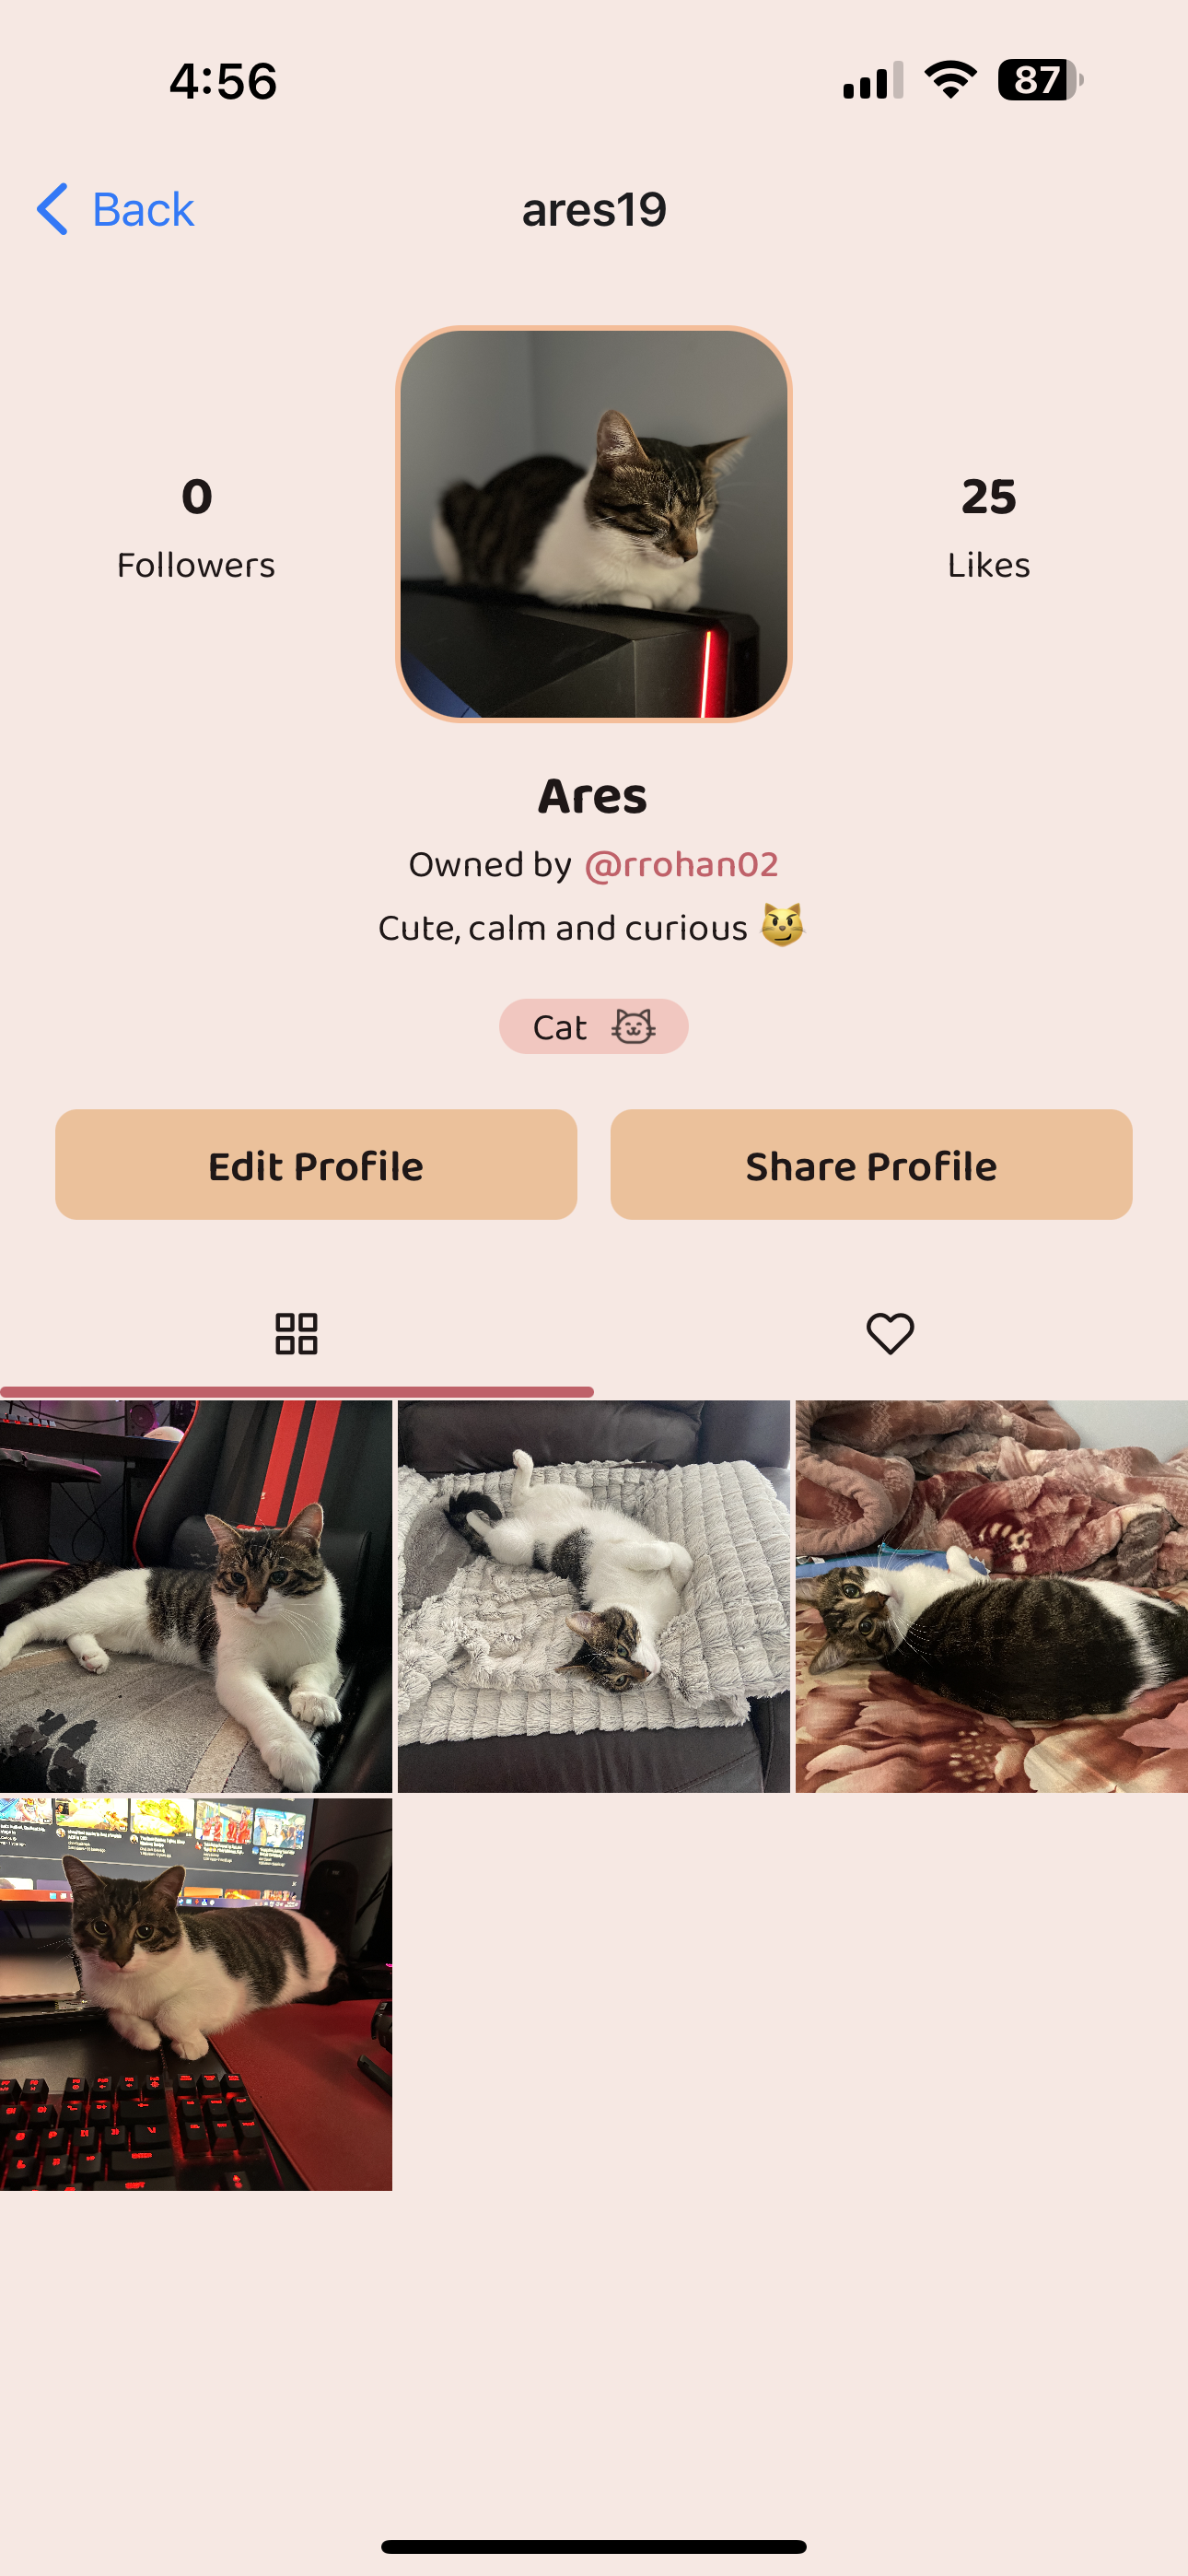 4:56
87
Back
ares19
0
Followers
25
Likes
Ares
Owned by @rrohan02
Cute, calm and curious 😼
Cat
Edit Profile
Share Profile